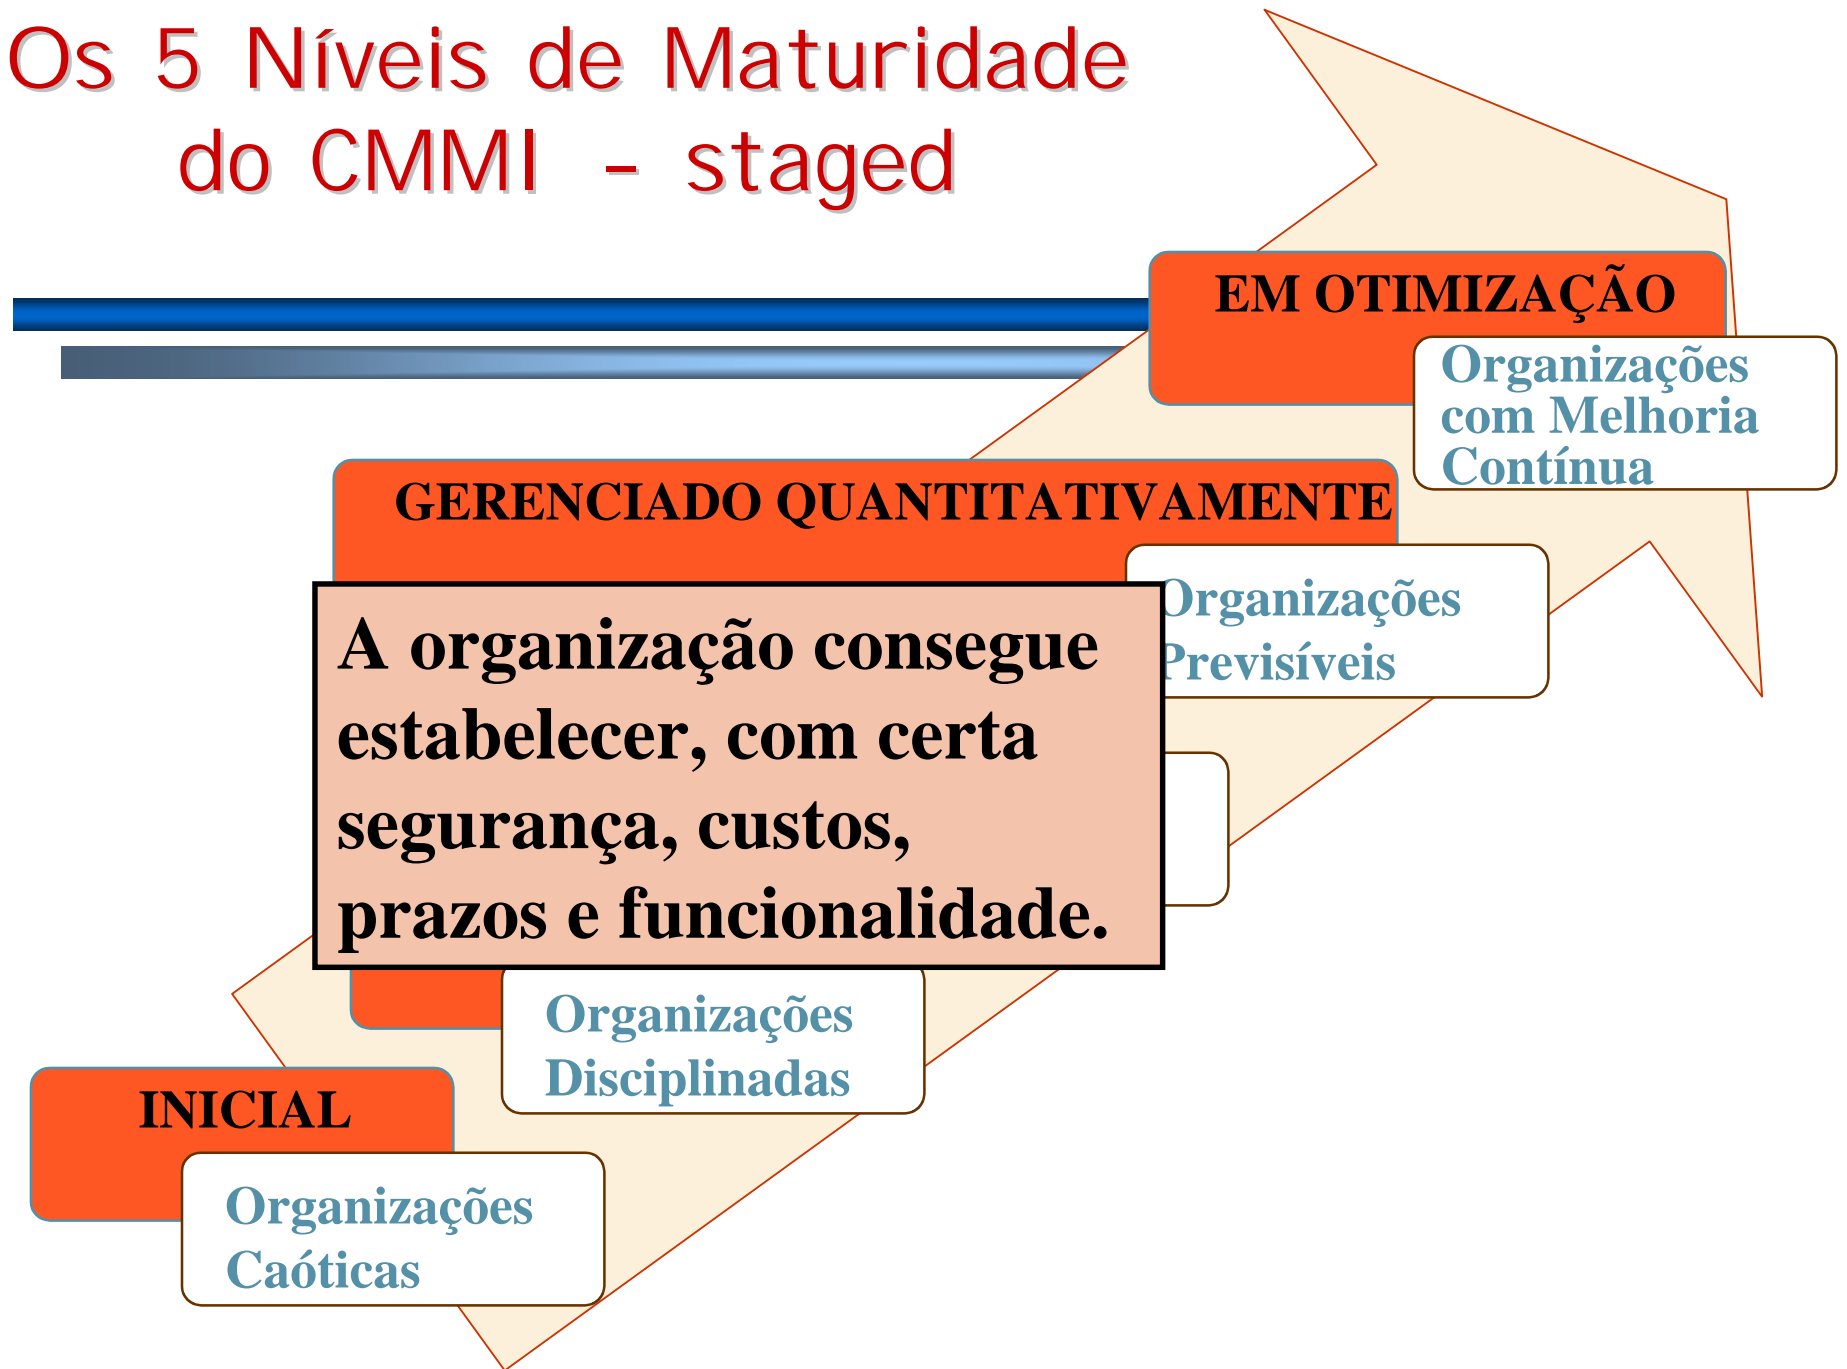 Os 5 Níveis de Maturidade
do CMMI - staged
EM OTIMIZAÇÃO
Organizações
com Melhoria
Contínua
GERENCIADO QUANTITATIVAMENTE
Organizações
Previsíveis
A organização consegue
estabelecer, com certa
segurança, custos,
prazos e funcionalidade.
Organizações
Disciplinadas
INICIAL
Organizações
Caóticas